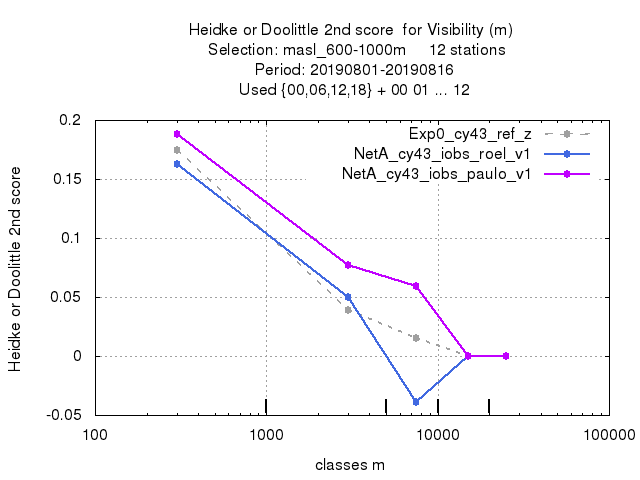 Heidke or Doolittle 2nd score  for Visibility (m)
Selection: masl_600-1000m     12 stations
Period: 20190801-20190816
Used {00,06,12,18} + 00 01 ... 12
Exp0_cy43_ref_z
NetA_cy43_iobs_roel_v1
NetA_cy43_iobs_paulo_v1
Heidke or Doolittle 2nd score
0.2
0.15
0.1
0.05
0
-0.05
100 1000 10000 100000
classes m